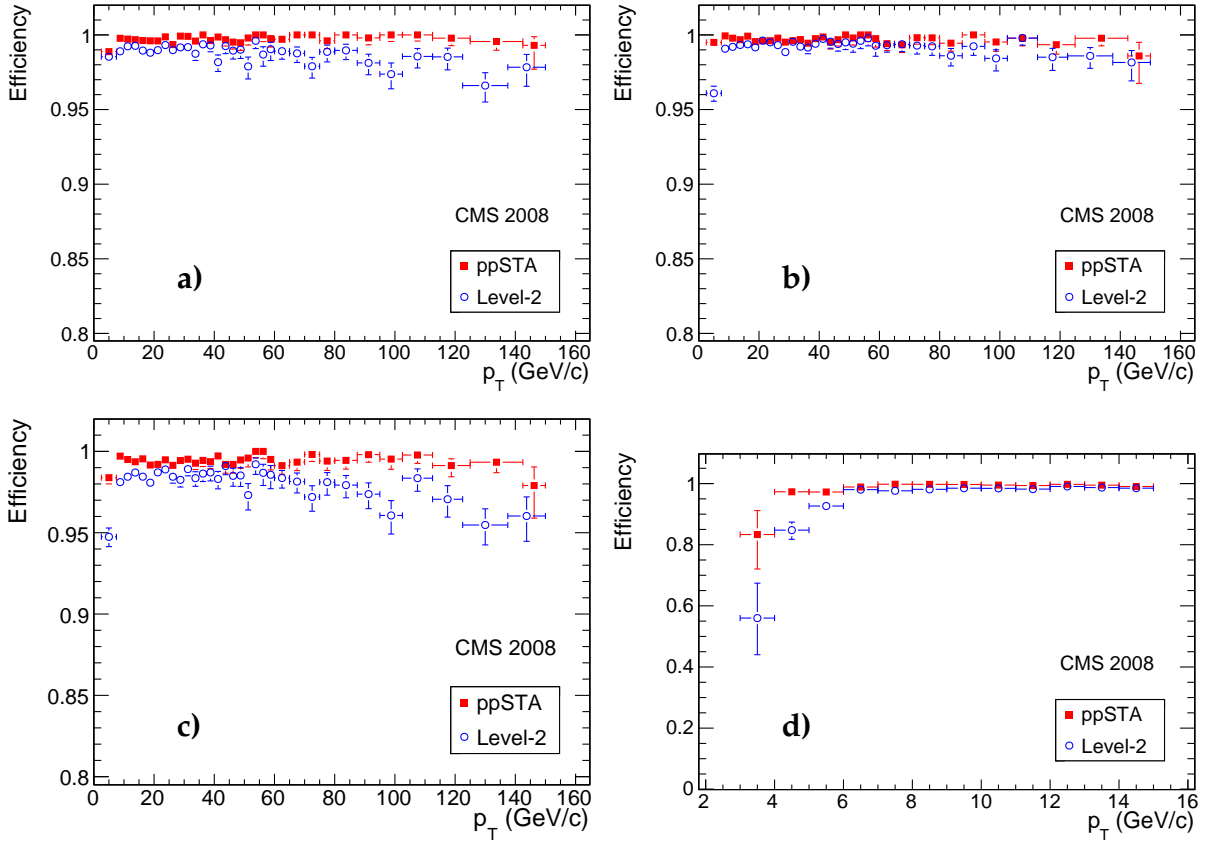 Efficiency
1
0.95
0.9
0.85
0.8
CMS 2008
a)
ppSTA
Level-2
0 20 40 60 80 100 120 140 160
p_T (GeV/c)
Efficiency
1
0.95
0.9
0.85
0.8
CMS 2008
b)
ppSTA
Level-2
0 20 40 60 80 100 120 140 160
p_T (GeV/c)
Efficiency
1
0.95
0.9
0.85
0.8
CMS 2008
c)
ppSTA
Level-2
0 20 40 60 80 100 120 140 160
p_T (GeV/c)
Efficiency
1
0.8
0.6
0.4
0.2
0
CMS 2008
d)
ppSTA
Level-2
2 4 6 8 10 12 14 16
p_T (GeV/c)